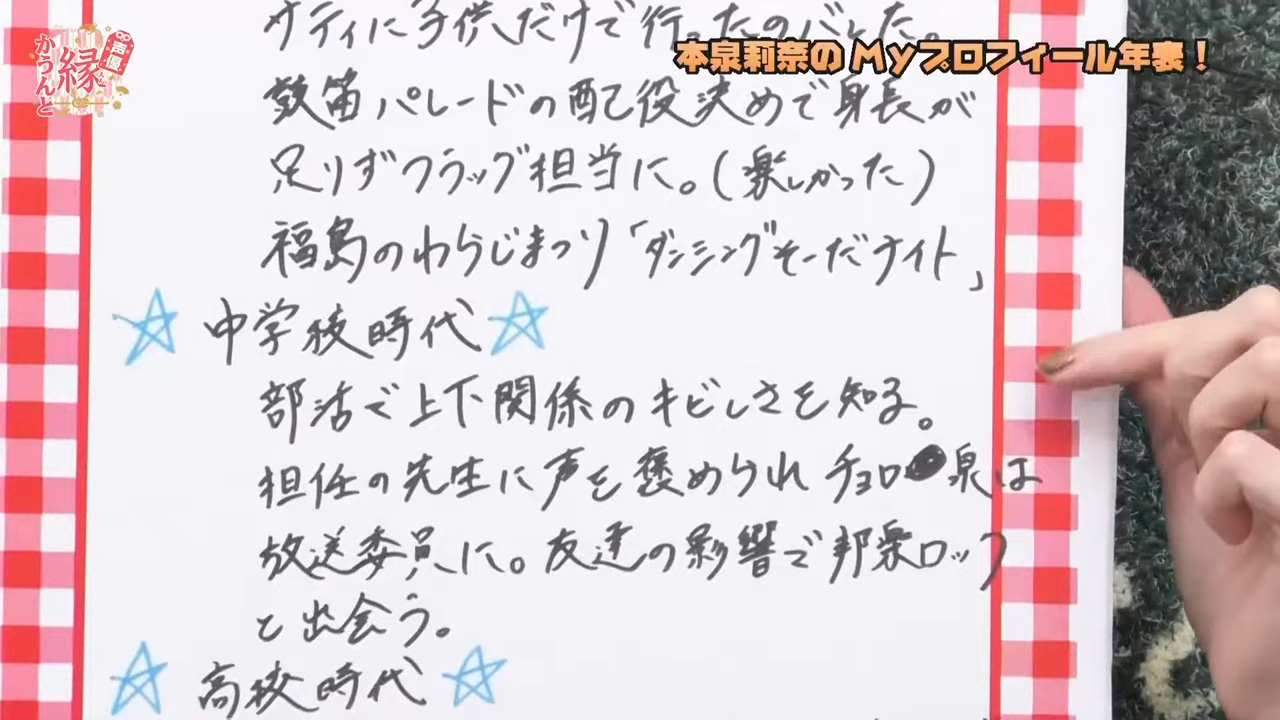 声優
縁
かうんと
本泉莉奈のMyプロフィール年表！
サティに子供だけで行ったのバレた。
鼓笛パレードの配役決めで身長が
足りずフラッグ担当に。(楽しかった)
福島のわらじまつり「ダンシングそーだナイト」
☆ 中学校時代 ☆
部活で上下関係のキビしさを知る。
担任の先生に声を褒められチョロ泉は
放送委員に。友達の影響で邦楽ロック
と出会う。
☆ 高校時代 ☆